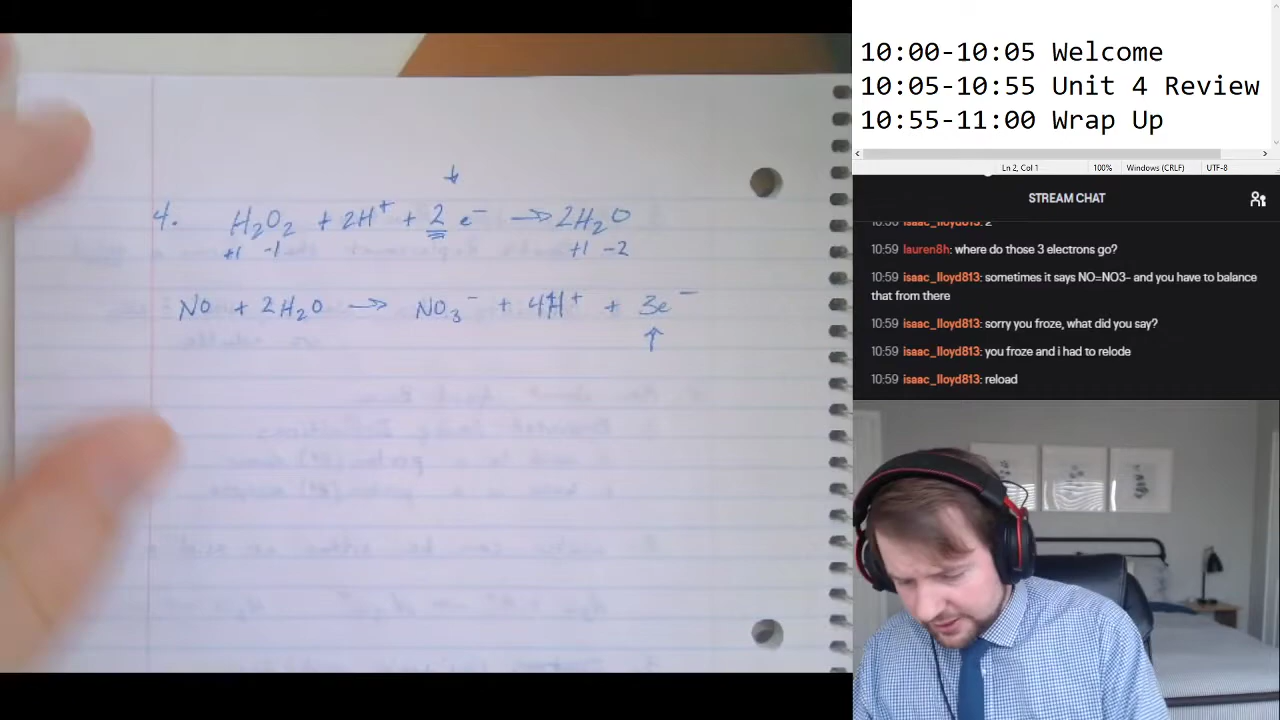 4. H₂O₂ + 2H⁺ + 2 e⁻ → 2H₂O
+1 -1 +1 -2
NO + 2H₂O → NO₃⁻ + 4H⁺ + 3e⁻
10:00-10:05 Welcome
10:05-10:55 Unit 4 Review
10:55-11:00 Wrap Up
Ln 2, Col 1 100% Windows (CRLF) UTF-8
STREAM CHAT
lauren8h: where do those 3 electrons go?
10:59 isaac_lloyd813: sometimes it says NO=NO3- and you have to balance
that from there
10:59 isaac_lloyd813: sorry you froze, what did you say?
10:59 isaac_lloyd813: you froze and i had to relode
10:59 isaac_lloyd813: reload